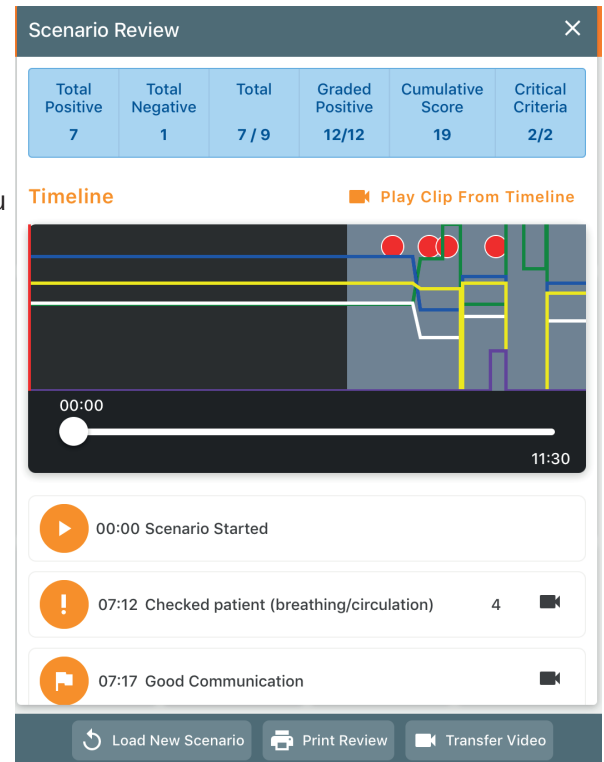 Scenario Review
Total Positive Total Negative Total Graded Positive Cumulative Score Critical Criteria
7 1 7 / 9 12/12 19 2/2
Timeline Play Clip From Timeline
00:00
11:30
00:00 Scenario Started
07:12 Checked patient (breathing/circulation) 4
07:17 Good Communication
Load New Scenario Print Review Transfer Video